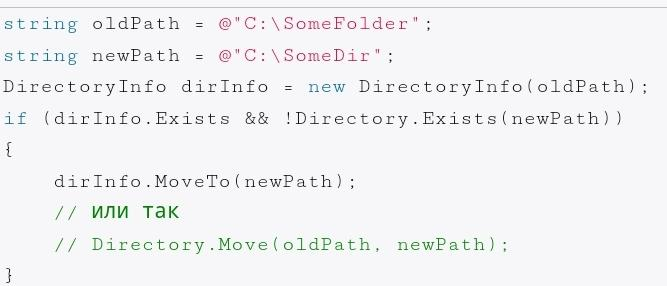 string oldPath = @"C:\SomeFolder";
string newPath = @"C:\SomeDir";
DirectoryInfo dirInfo = new DirectoryInfo(oldPath);
if (dirInfo.Exists && !Directory.Exists(newPath))
{
    dirInfo.MoveTo(newPath);
    // или так
    // Directory.Move(oldPath, newPath);
}